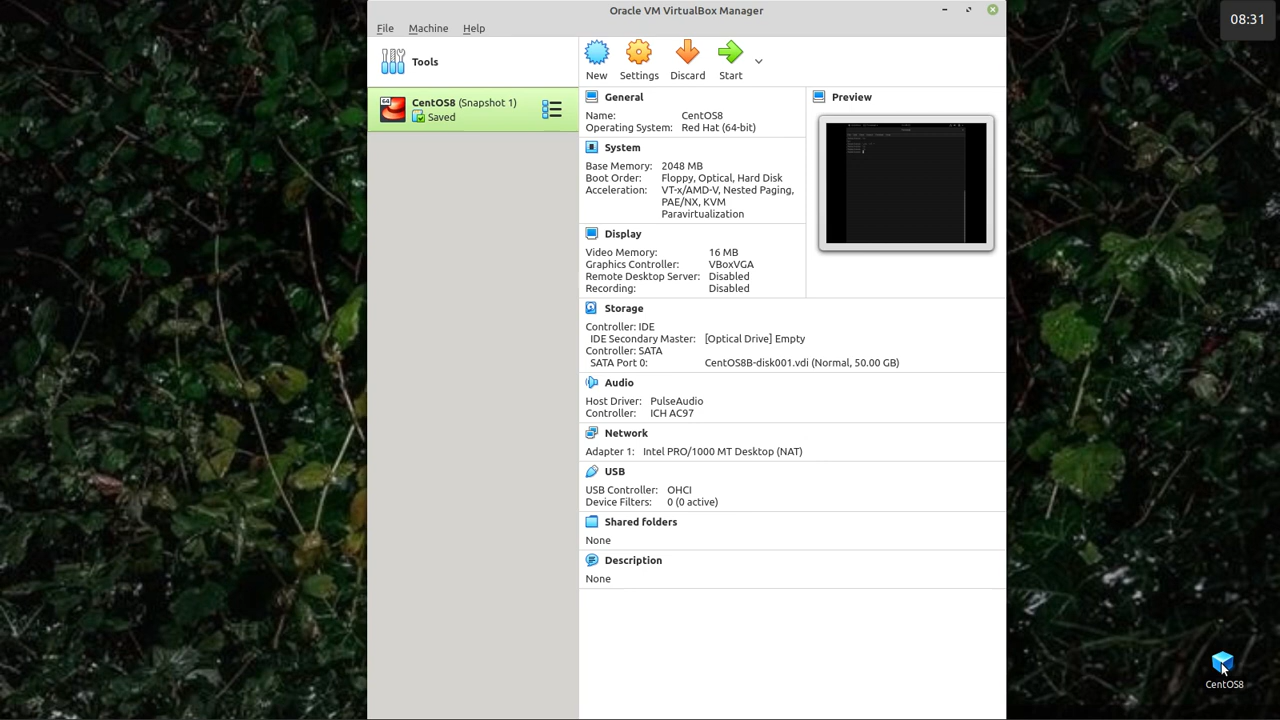 Oracle VM VirtualBox Manager
08:31
File Machine Help
Tools
New Settings Discard Start
64
CentOS8 (Snapshot 1)
Saved
General
Name: CentOS8
Operating System: Red Hat (64-bit)
System
Base Memory: 2048 MB
Boot Order: Floppy, Optical, Hard Disk
Acceleration: VT-x/AMD-V, Nested Paging,
PAE/NX, KVM
Paravirtualization
Display
Video Memory: 16 MB
Graphics Controller: VBoxVGA
Remote Desktop Server: Disabled
Recording: Disabled
Preview
Storage
Controller: IDE
IDE Secondary Master: [Optical Drive] Empty
Controller: SATA
SATA Port 0: CentOS8B-disk001.vdi (Normal, 50.00 GB)
Audio
Host Driver: PulseAudio
Controller: ICH AC97
Network
Adapter 1: Intel PRO/1000 MT Desktop (NAT)
USB
USB Controller: OHCI
Device Filters: 0 (0 active)
Shared folders
None
Description
None
CentOS8